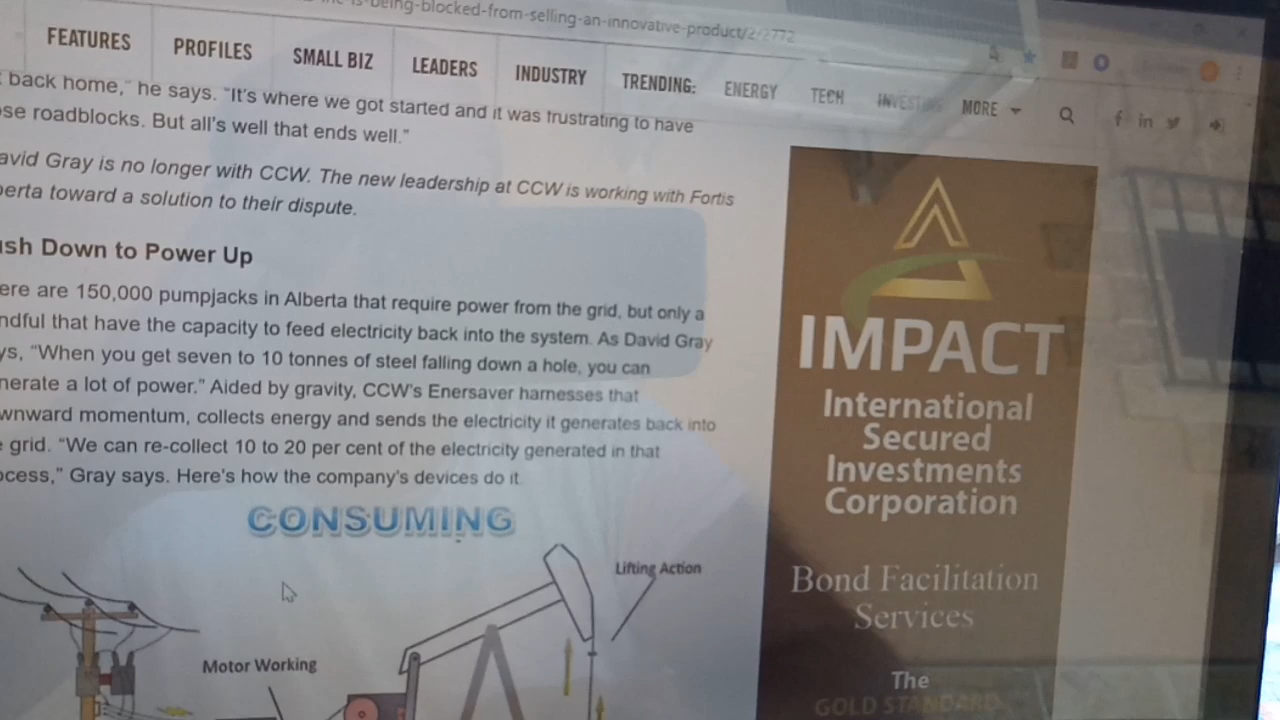 -being-blocked-from-selling-an-innovative-product/2/2772
FEATURES PROFILES SMALL BIZ LEADERS INDUSTRY TRENDING: ENERGY TECH INVESTING MORE
back home," he says. "It's where we got started and it was frustrating to have
se roadblocks. But all's well that ends well."
avid Gray is no longer with CCW. The new leadership at CCW is working with Fortis
berta toward a solution to their dispute.
ush Down to Power Up
ere are 150,000 pumpjacks in Alberta that require power from the grid, but only a
ndful that have the capacity to feed electricity back into the system. As David Gray
ys, "When you get seven to 10 tonnes of steel falling down a hole, you can
nerate a lot of power." Aided by gravity, CCW's Enersaver harnesses that
wnward momentum, collects energy and sends the electricity it generates back into
e grid. "We can re-collect 10 to 20 per cent of the electricity generated in that
ocess," Gray says. Here's how the company's devices do it.
CONSUMING
Lifting Action
Motor Working
IMPACT
International
Secured
Investments
Corporation
Bond Facilitation
Services
The
GOLD STANDARD